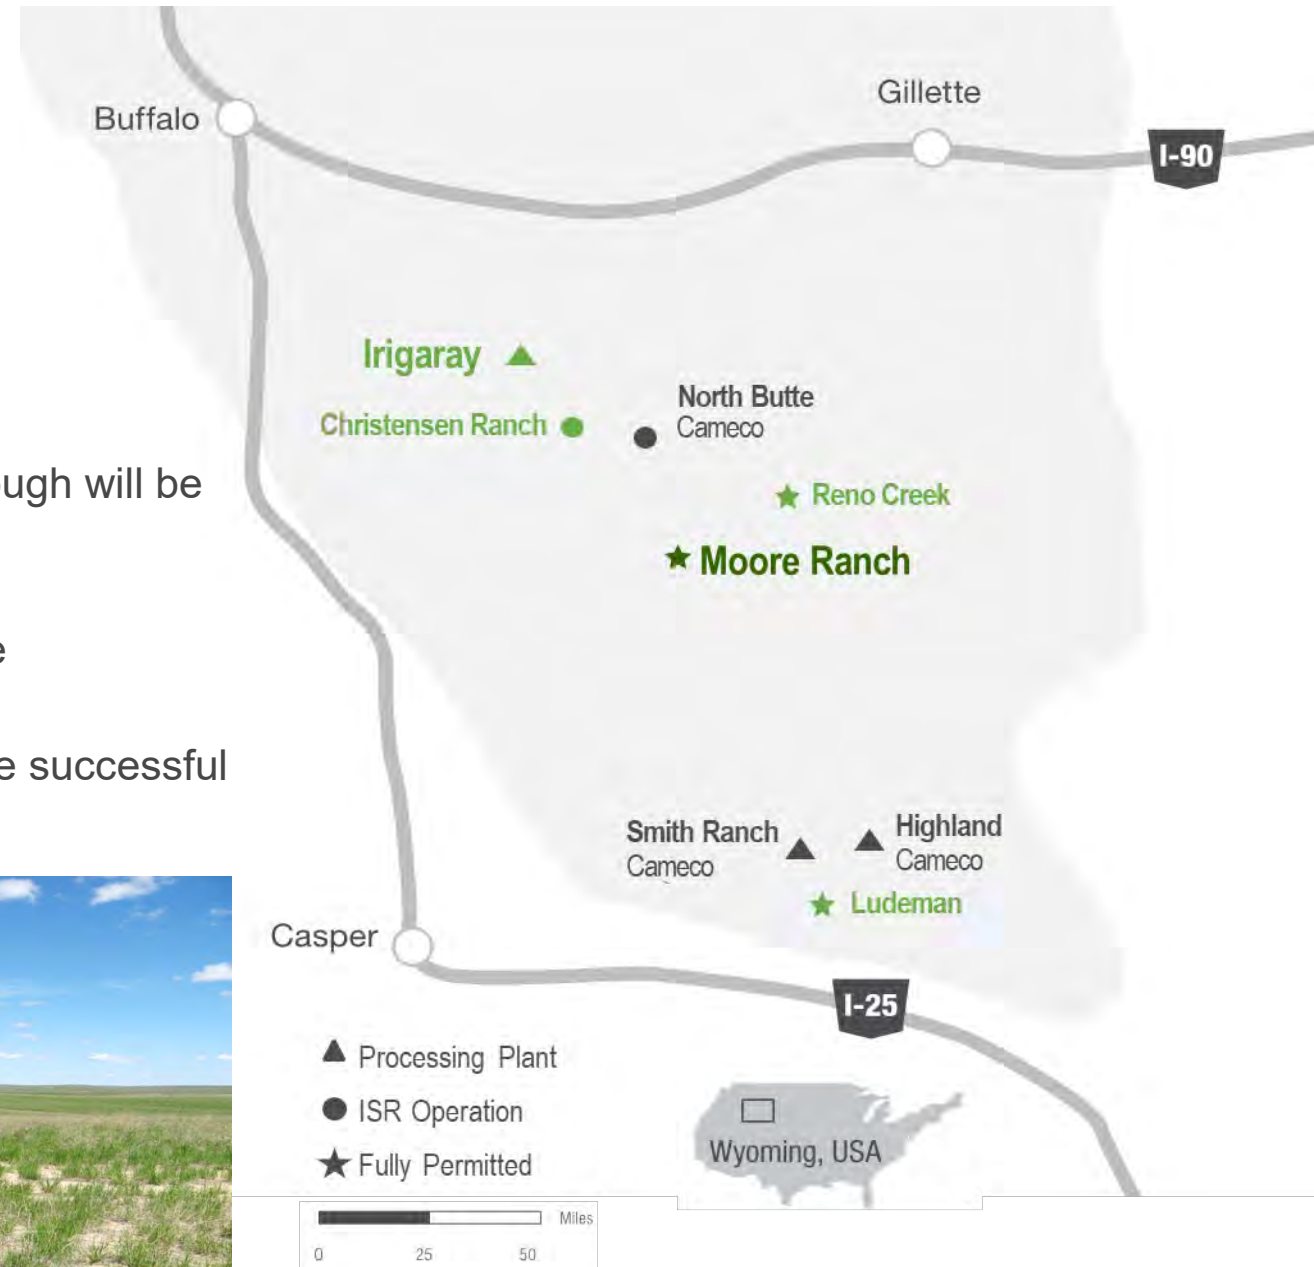 Buffalo
Gillette
I-90
Irigaray
Christensen Ranch
North Butte
Cameco
ugh will be
Reno Creek
Moore Ranch
e
e successful
Smith Ranch
Cameco
Highland
Cameco
Ludeman
Casper
I-25
Processing Plant
ISR Operation
Fully Permitted
Wyoming, USA
Miles
0 25 50